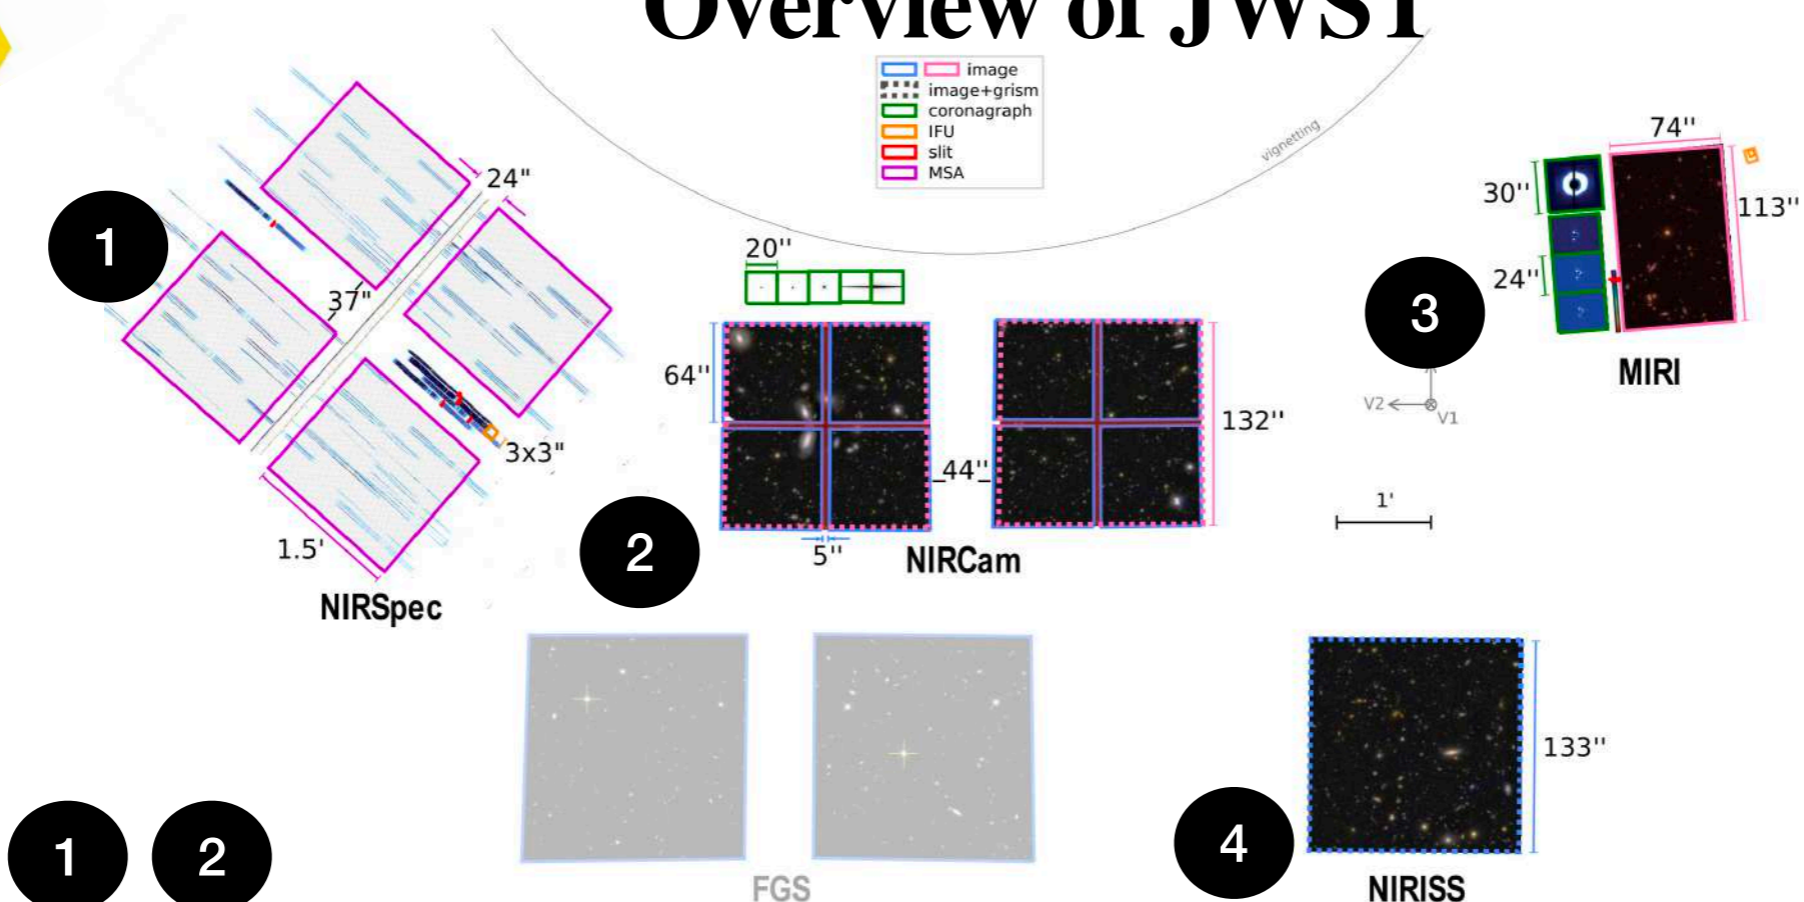 Overview of JWST
image
image+grism
coronagraph
IFU
slit
MSA
vignetting
1
24"
37"
3x3"
1.5'
NIRSpec
20''
64''
132''
_44''_
5''
2
NIRCam
74''
30''
113''
24''
3
MIRI
V2
V1
1'
133''
4
1
2
FGS
NIRISS